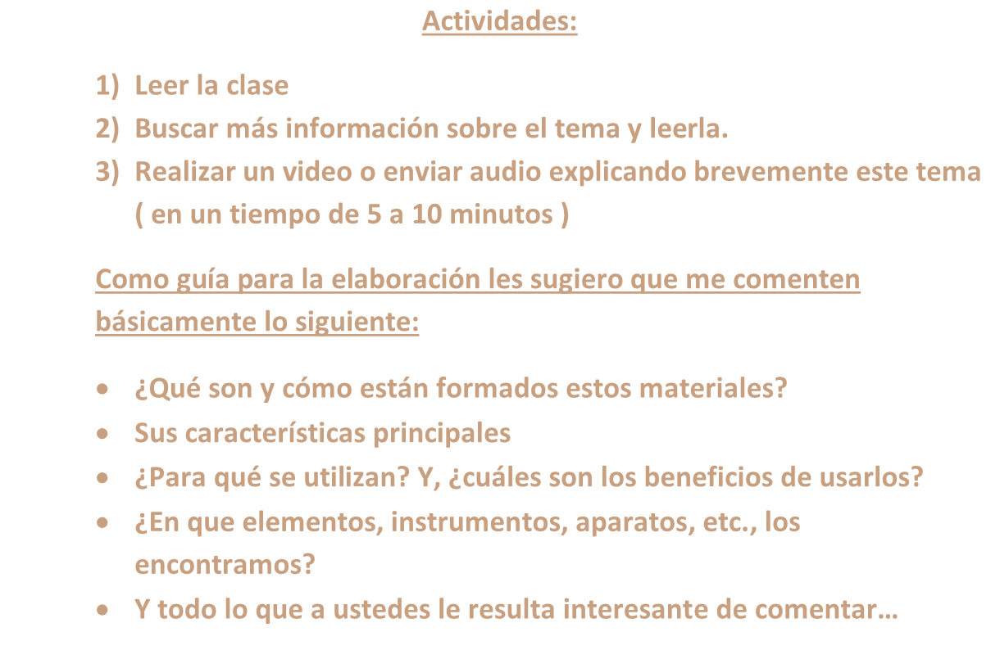 Actividades:
1) Leer la clase
2) Buscar más información sobre el tema y leerla.
3) Realizar un video o enviar audio explicando brevemente este tema
( en un tiempo de 5 a 10 minutos )
Como guía para la elaboración les sugiero que me comenten
básicamente lo siguiente:
• ¿Qué son y cómo están formados estos materiales?
• Sus características principales
• ¿Para qué se utilizan? Y, ¿cuáles son los beneficios de usarlos?
• ¿En que elementos, instrumentos, aparatos, etc., los
encontramos?
• Y todo lo que a ustedes le resulta interesante de comentar...